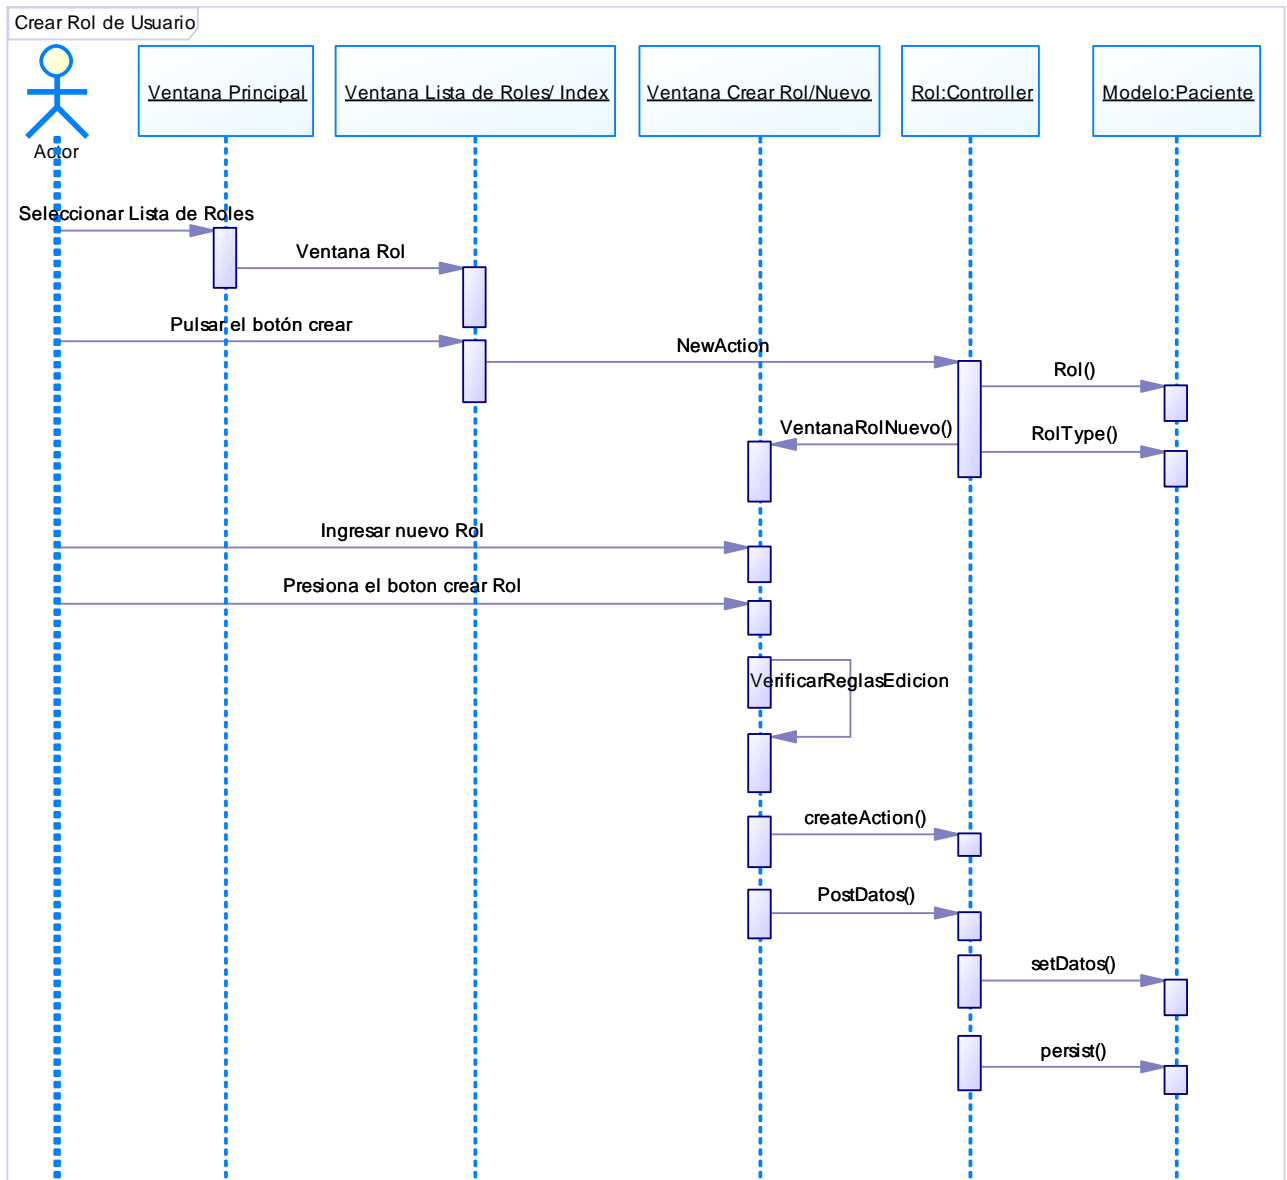 Crear Rol de Usuario
Actor
Ventana Principal
Ventana Lista de Roles/ Index
Ventana Crear Rol/Nuevo
Rol:Controller
Modelo:Paciente
Seleccionar Lista de Roles
Ventana Rol
Pulsar el botón crear
NewAction
Rol()
VentanaRolNuevo()
RolType()
Ingresar nuevo Rol
Presiona el boton crear Rol
VerificarReglasEdicion
createAction()
PostDatos()
setDatos()
persist()